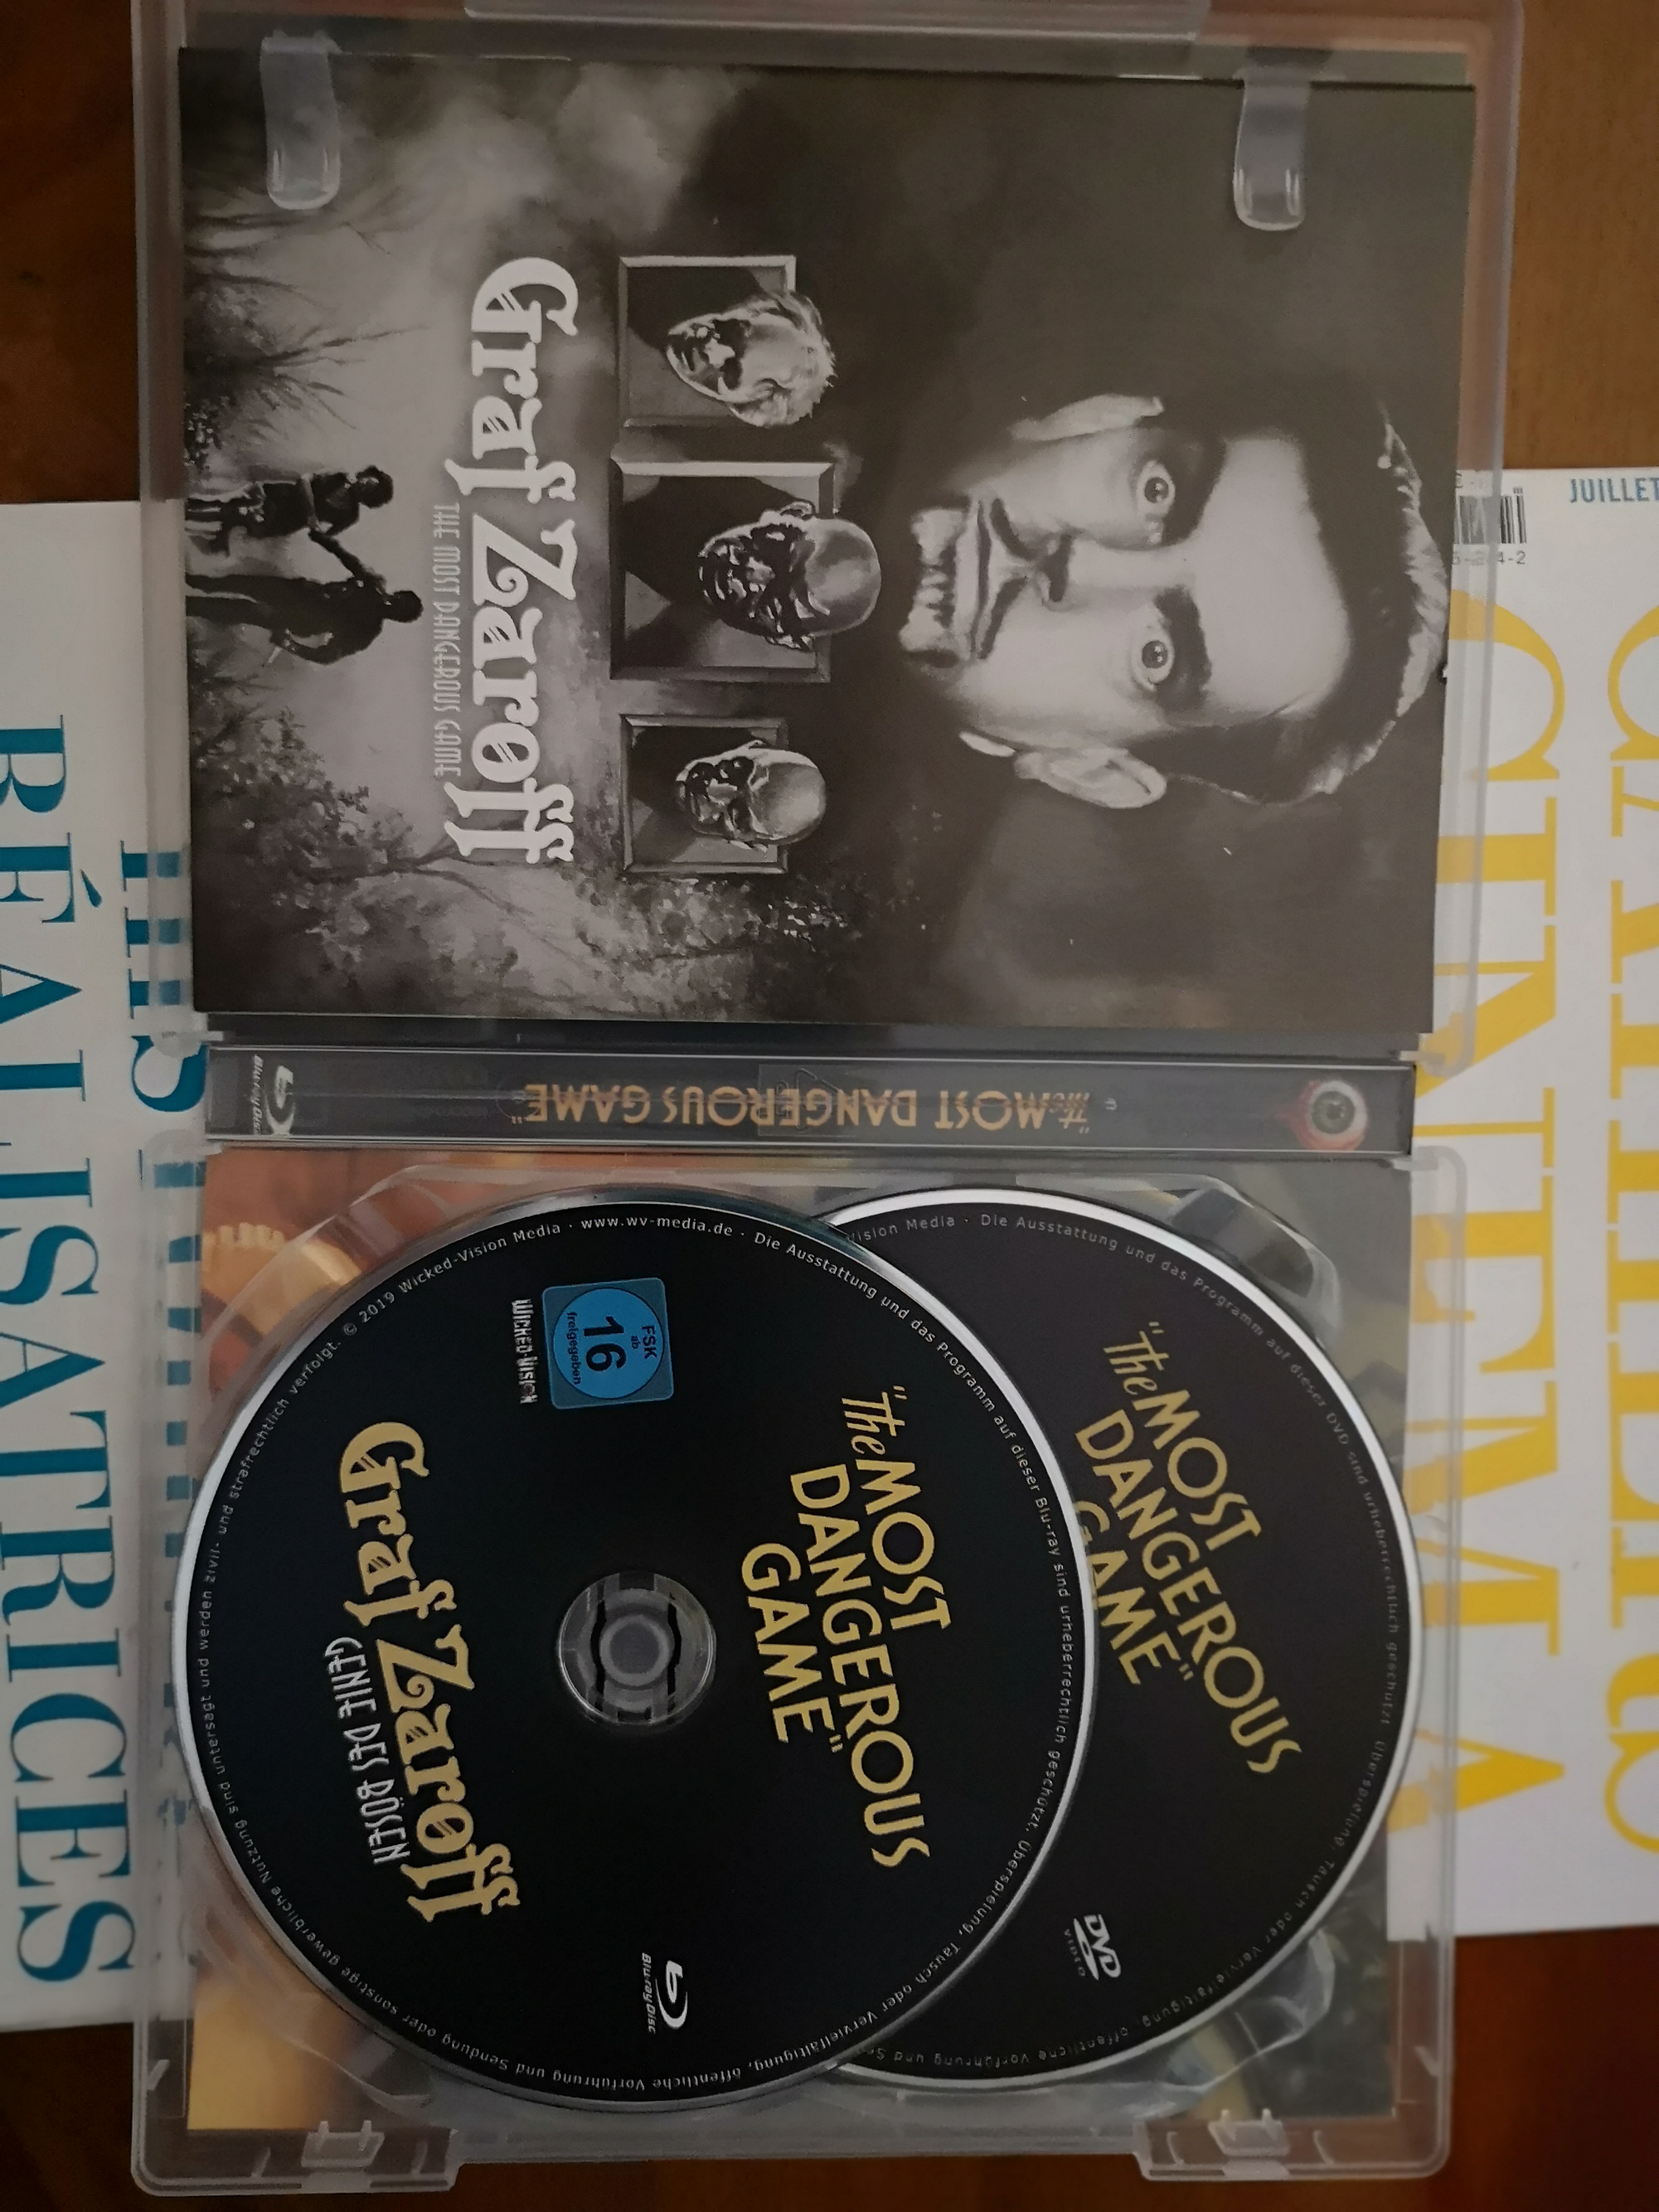 Graf Zaroff
THE MOST DANGEROUS GAME
"The MOST DANGEROUS GAME"
Blu-ray Disc
"The MOST
DANGEROUS
GAME"
Graf Zaroff
GENIE DES BÖSEN
FSK
ab
16
freigegeben
WICKED-VISION
Blu-ray Disc
© 2019 Wicked-Vision Media · www.wv-media.de · Die Ausstattung und das Programm auf dieser Blu-ray sind urheberrechtlich geschützt. Überspielung, Tausch oder Vervielfältigung, öffentliche Vorführung und Sendung oder sonstige gewerbliche Nutzung sind untersagt und werden zivil- und strafrechtlich verfolgt.
"The MOST
DANGEROUS
GAME"
DVD
VIDEO
Vision Media · Die Ausstattung und das Programm auf dieser DVD sind urheberrechtlich geschützt. Überspielung, Tausch oder Vervielfältigung, öffentliche Vorführung und
JUILLET
CAHIERS
CINEMA
RÉALISATRICES